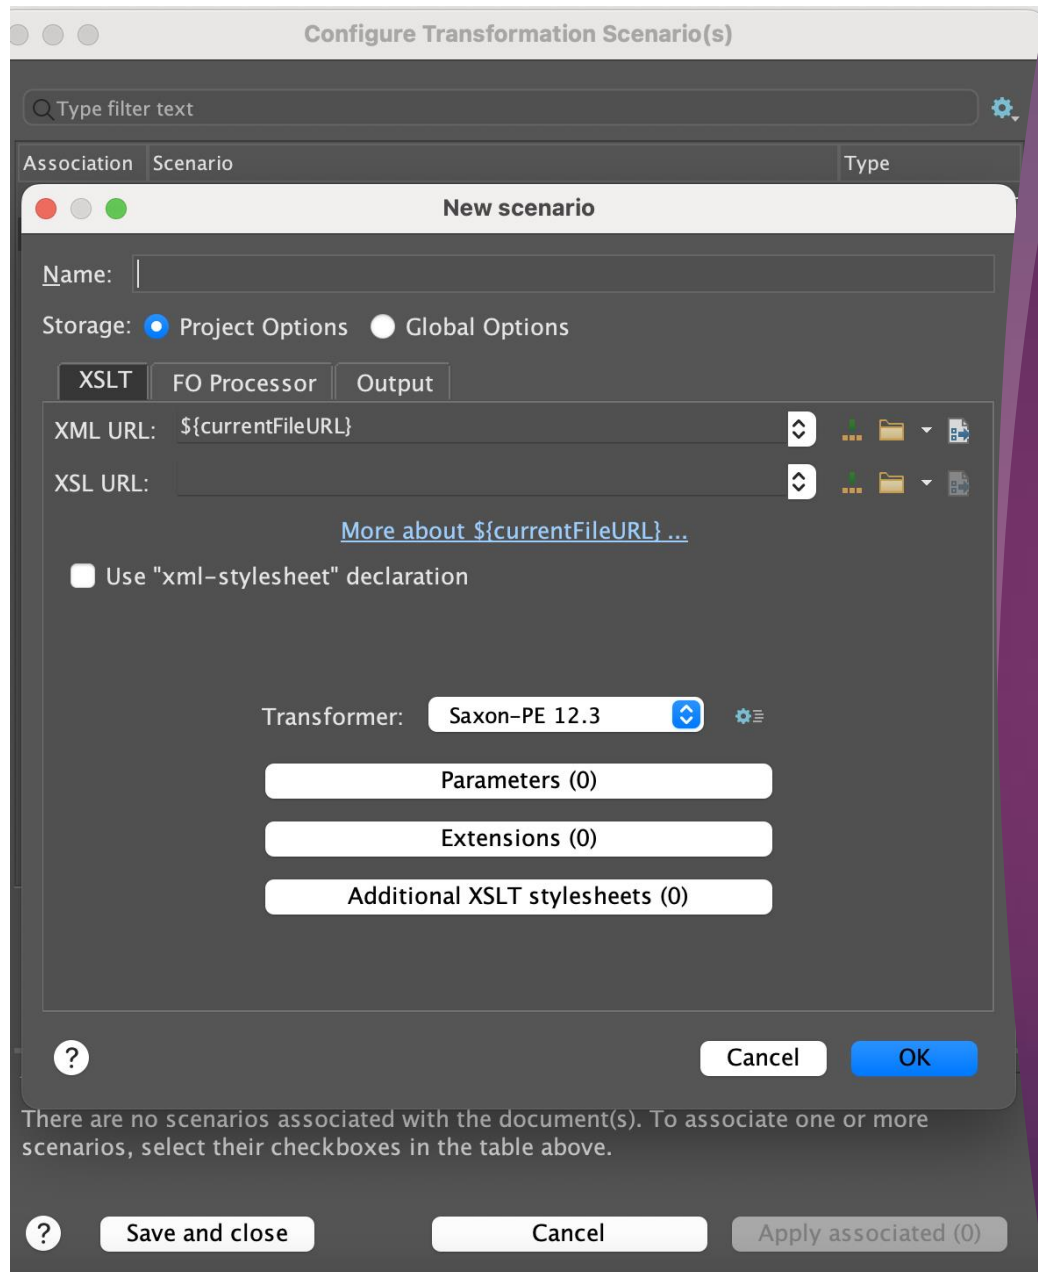 Configure Transformation Scenario(s)
Type filter text
Association Scenario Type
New scenario
Name:
Storage: Project Options Global Options
XSLT FO Processor Output
XML URL: ${currentFileURL}
XSL URL:
More about ${currentFileURL} ...
Use "xml-stylesheet" declaration
Transformer: Saxon-PE 12.3
Parameters (0)
Extensions (0)
Additional XSLT stylesheets (0)
? Cancel OK
There are no scenarios associated with the document(s). To associate one or more
scenarios, select their checkboxes in the table above.
? Save and close Cancel Apply associated (0)